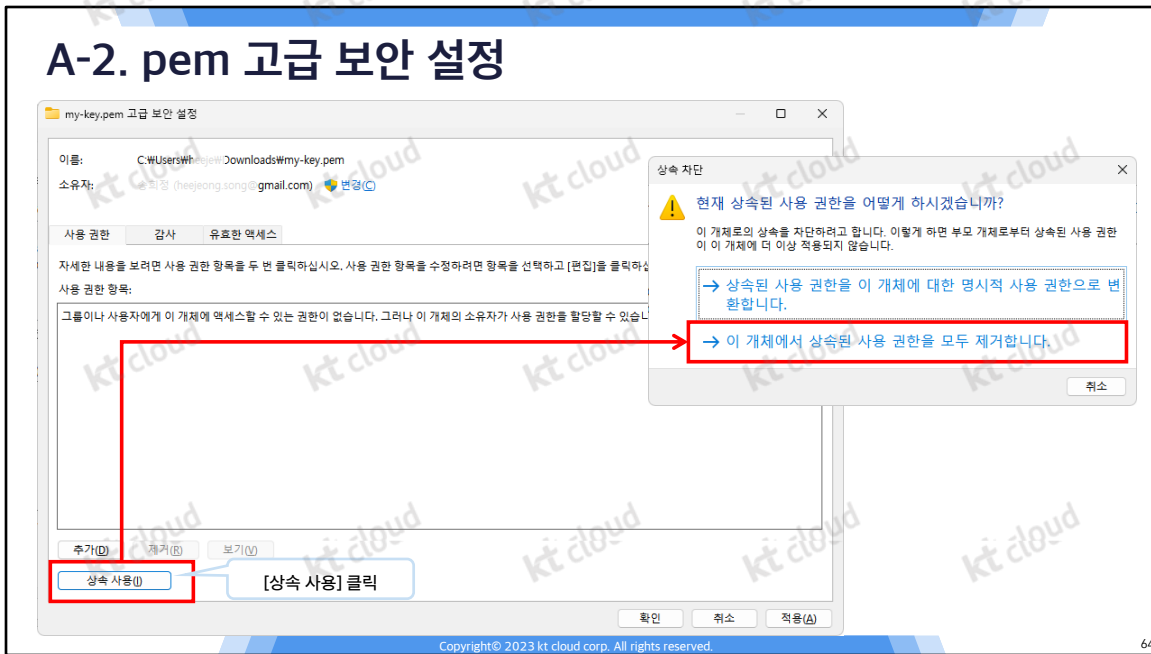 A-2. pem 고급 보안 설정
my-key.pem 고급 보안 설정
이름: C:₩Users₩heejew Downloads₩my-key.pem
소유자: 송희정 (heejeong.song@gmail.com) 변경(C)
사용 권한 감사 유효한 액세스
자세한 내용을 보려면 사용 권한 항목을 두 번 클릭하십시오. 사용 권한 항목을 수정하려면 항목을 선택하고 [편집]을 클릭하십
사용 권한 항목:
그룹이나 사용자에게 이 개체에 액세스할 수 있는 권한이 없습니다. 그러나 이 개체의 소유자가 사용 권한을 할당할 수 있습니
추가(D) 제거(R) 보기(V)
상속 사용(I)
[상속 사용] 클릭
확인 취소 적용(A)
상속 차단
현재 상속된 사용 권한을 어떻게 하시겠습니까?
이 개체로의 상속을 차단하려고 합니다. 이렇게 하면 부모 개체로부터 상속된 사용 권한
이 이 개체에 더 이상 적용되지 않습니다.
→ 상속된 사용 권한을 이 개체에 대한 명시적 사용 권한으로 변
환합니다.
→ 이 개체에서 상속된 사용 권한을 모두 제거합니다.
취소
kt cloud
Copyright© 2023 kt cloud corp. All rights reserved.
64